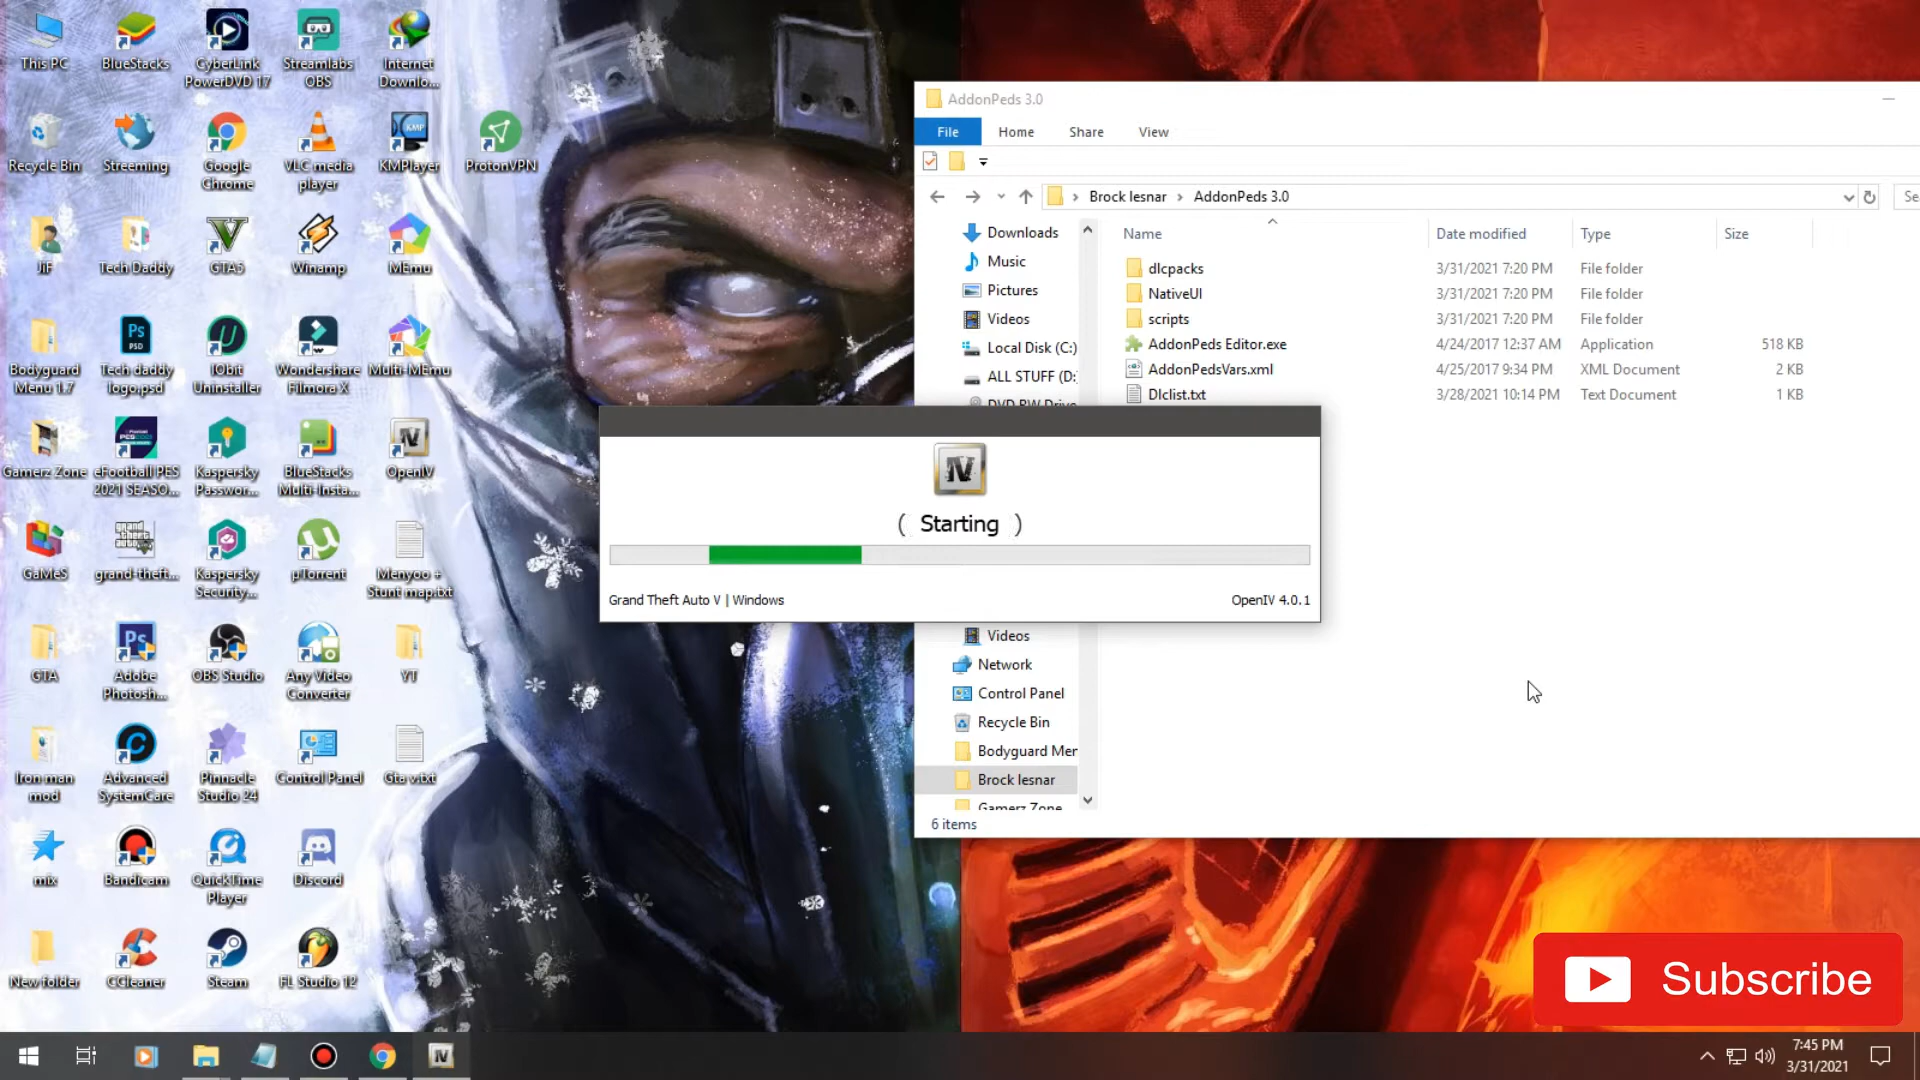 This PC
BlueStacks
CyberLink
PowerDVD 17
Streamlabs
OBS
Internet
Downlo...
Recycle Bin
Streeming
Google
Chrome
VLC media
player
KMPlayer
ProtonVPN
JIF
Tech Daddy
GTA5
Winamp
MEmu
Bodyguard
Menu 1.7
Tech daddy
logo.psd
IObit
Uninstaller
Wondershare
Filmora X
Multi-MEmu
Gamerz Zone
eFootball PES
2021 SEASO...
Kaspersky
Passwor...
BlueStacks
Multi-Insta...
OpenIV
GaMeS
grand-theft...
Kaspersky
Security...
µTorrent
Menyoo +
Stunt map.txt
GTA
Adobe
Photosh...
OBS Studio
Any Video
Converter
YT
Iron man
mod
Advanced
SystemCare
Pinnacle
Studio 24
Control Panel
Gta v.txt
mix
Bandicam
QuickTime
Player
Discord
New folder
CCleaner
Steam
FL Studio 12
AddonPeds 3.0
File Home Share View
Brock lesnar › AddonPeds 3.0
Se
Name Date modified Type Size
dlcpacks 3/31/2021 7:20 PM File folder
NativeUI 3/31/2021 7:20 PM File folder
scripts 3/31/2021 7:20 PM File folder
AddonPeds Editor.exe 4/24/2017 12:37 AM Application 518 KB
AddonPedsVars.xml 4/25/2017 9:34 PM XML Document 2 KB
Dlclist.txt 3/28/2021 10:14 PM Text Document 1 KB
Downloads
Music
Pictures
Videos
Local Disk (C:)
ALL STUFF (D:)
DVD RW Drive
( Starting )
Grand Theft Auto V | Windows
OpenIV 4.0.1
Videos
Network
Control Panel
Recycle Bin
Bodyguard Mer
Brock lesnar
Gamerz Zone
6 items
Subscribe
7:45 PM
3/31/2021